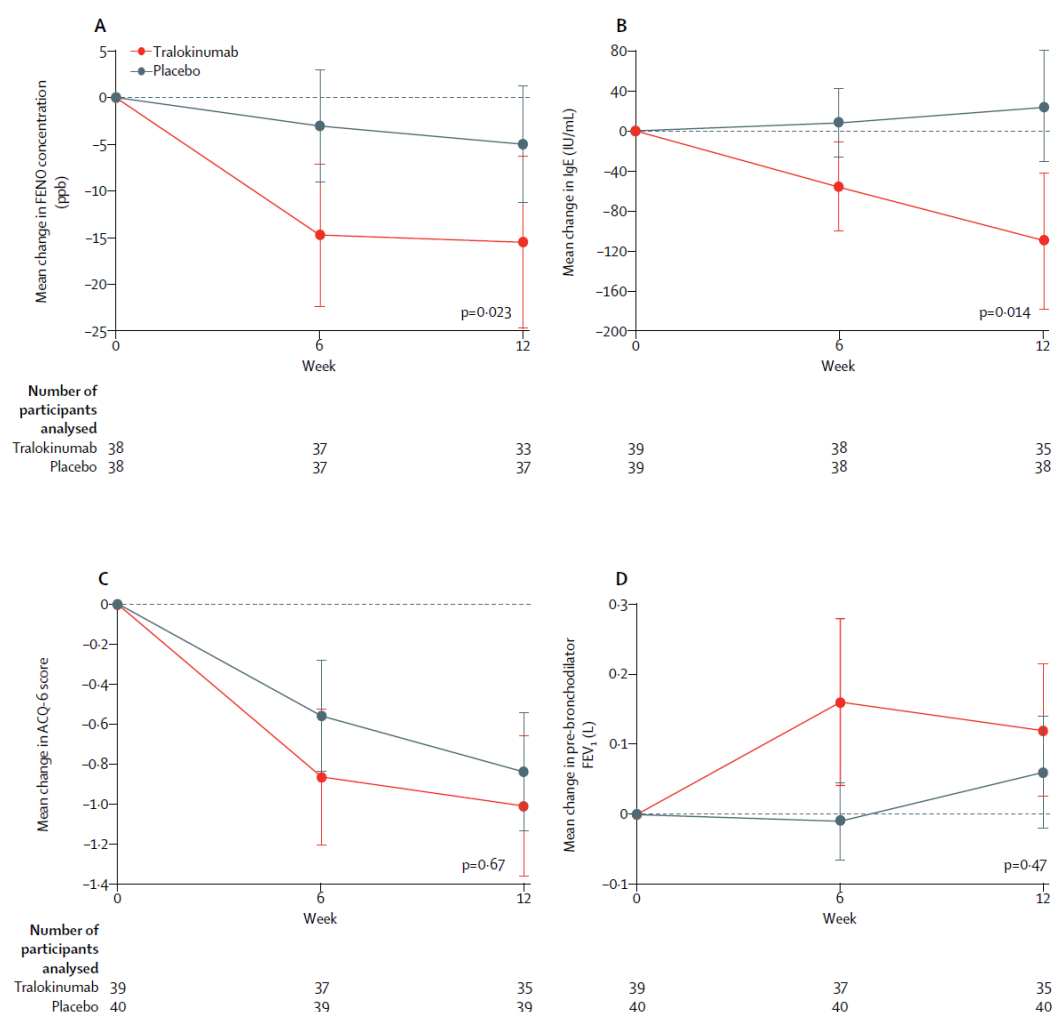 A
Tralokinumab
Placebo
5
0
–5
–10
–15
–20
–25
Mean change in FENO concentration
(ppb)
p=0·023
0
6
12
Week
B
80
40
0
–40
–80
–120
–160
–200
Mean change in IgE (IU/mL)
p=0·014
0
6
12
Week
Number of
participants
analysed
Tralokinumab 38 37 33
Placebo 38 37 37
39 38 35
39 38 38
C
0
–0·2
–0·4
–0·6
–0·8
–1·0
–1·2
–1·4
Mean change in ACQ-6 score
p=0·67
0
6
12
Week
D
0·3
0·2
0·1
0
–0·1
Mean change in pre-bronchodilator
FEV₁ (L)
p=0·47
0
6
12
Week
Number of
participants
analysed
Tralokinumab 39 37 35
Placebo 40 39 39
39 37 35
40 40 40